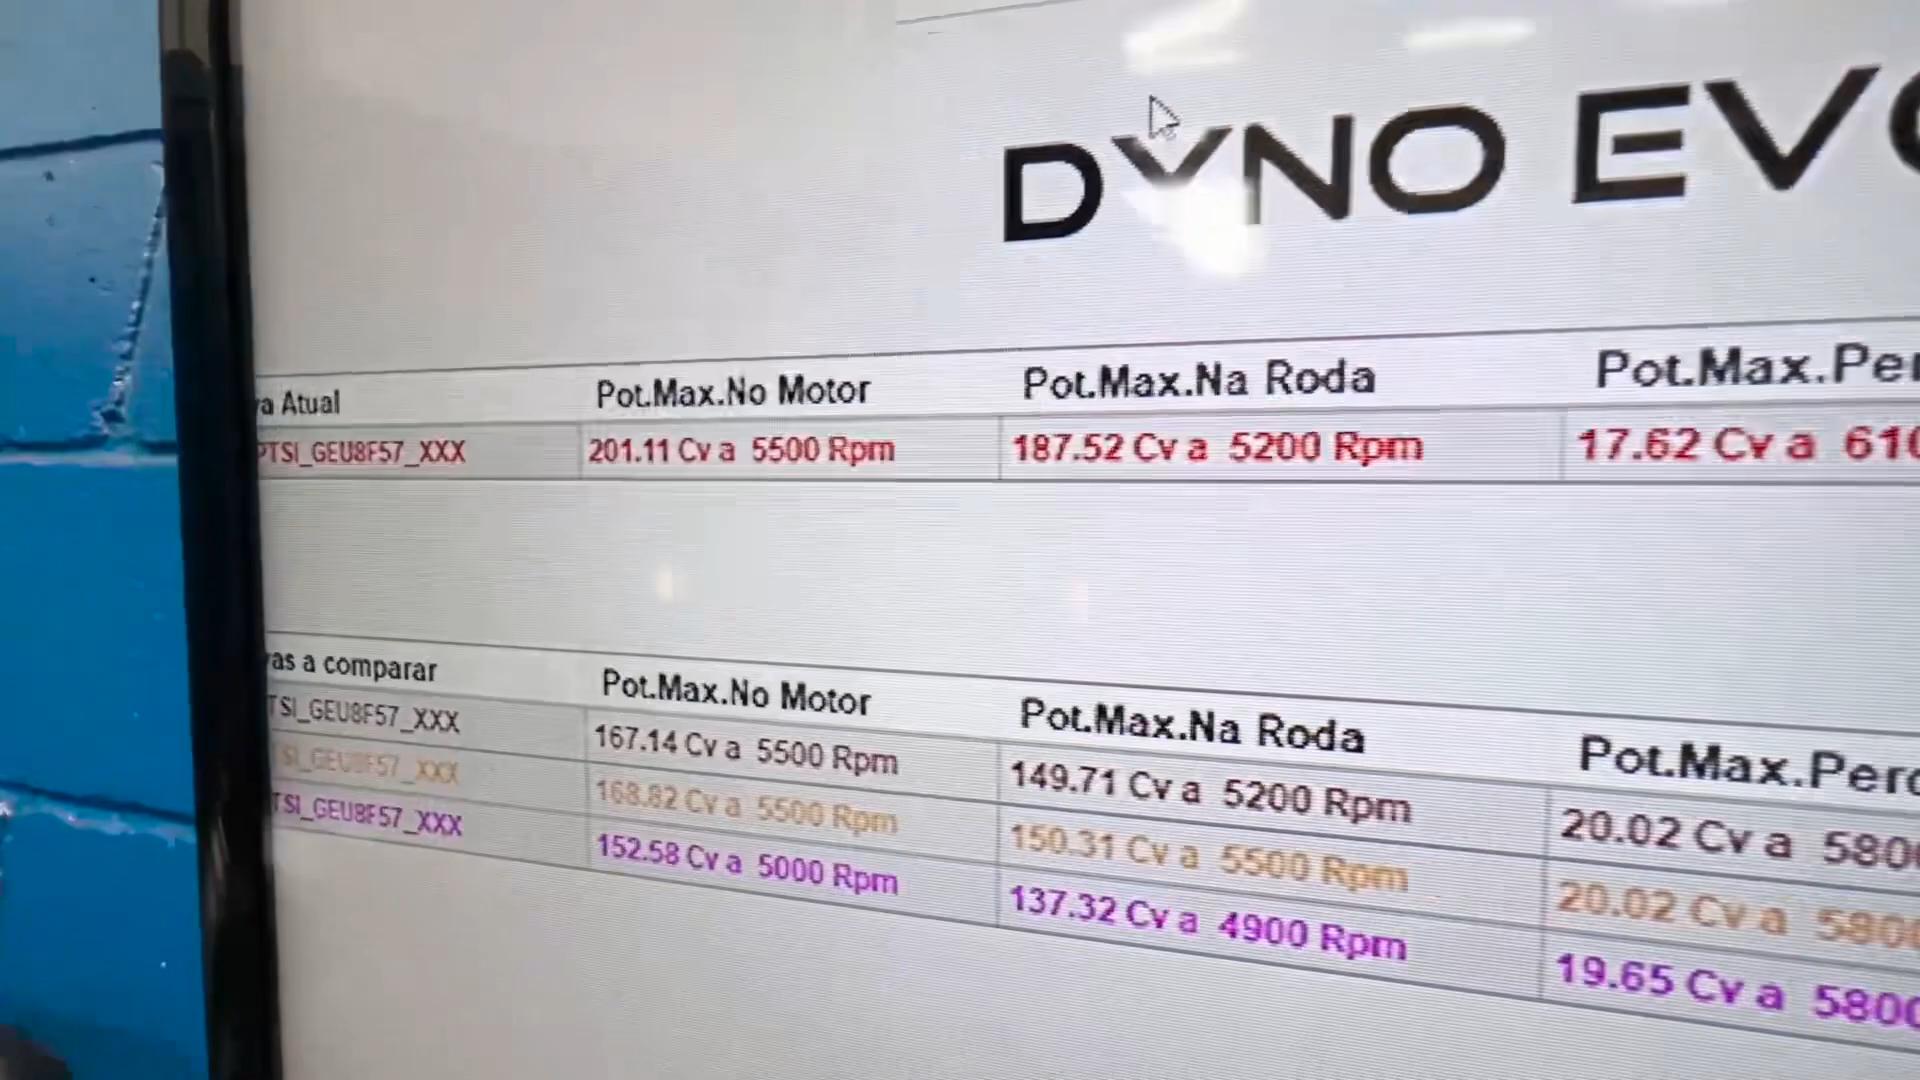 DYNO EV
Atual Pot.Max.No Motor Pot.Max.Na Roda Pot.Max.Per
TSI_GEU8F57_XXX 201.11 Cv a 5500 Rpm 187.52 Cv a 5200 Rpm 17.62 Cv a 610
as a comparar Pot.Max.No Motor Pot.Max.Na Roda Pot.Max.Perd
TSI_GEU8F57_XXX 167.14 Cv a 5500 Rpm 149.71 Cv a 5200 Rpm 20.02 Cv a 580
SI_GEU8F57_XXX 168.82 Cv a 5500 Rpm 150.31 Cv a 5500 Rpm 20.02 Cv a 580
TSI_GEU8F57_XXX 152.58 Cv a 5000 Rpm 137.32 Cv a 4900 Rpm 19.65 Cv a 580